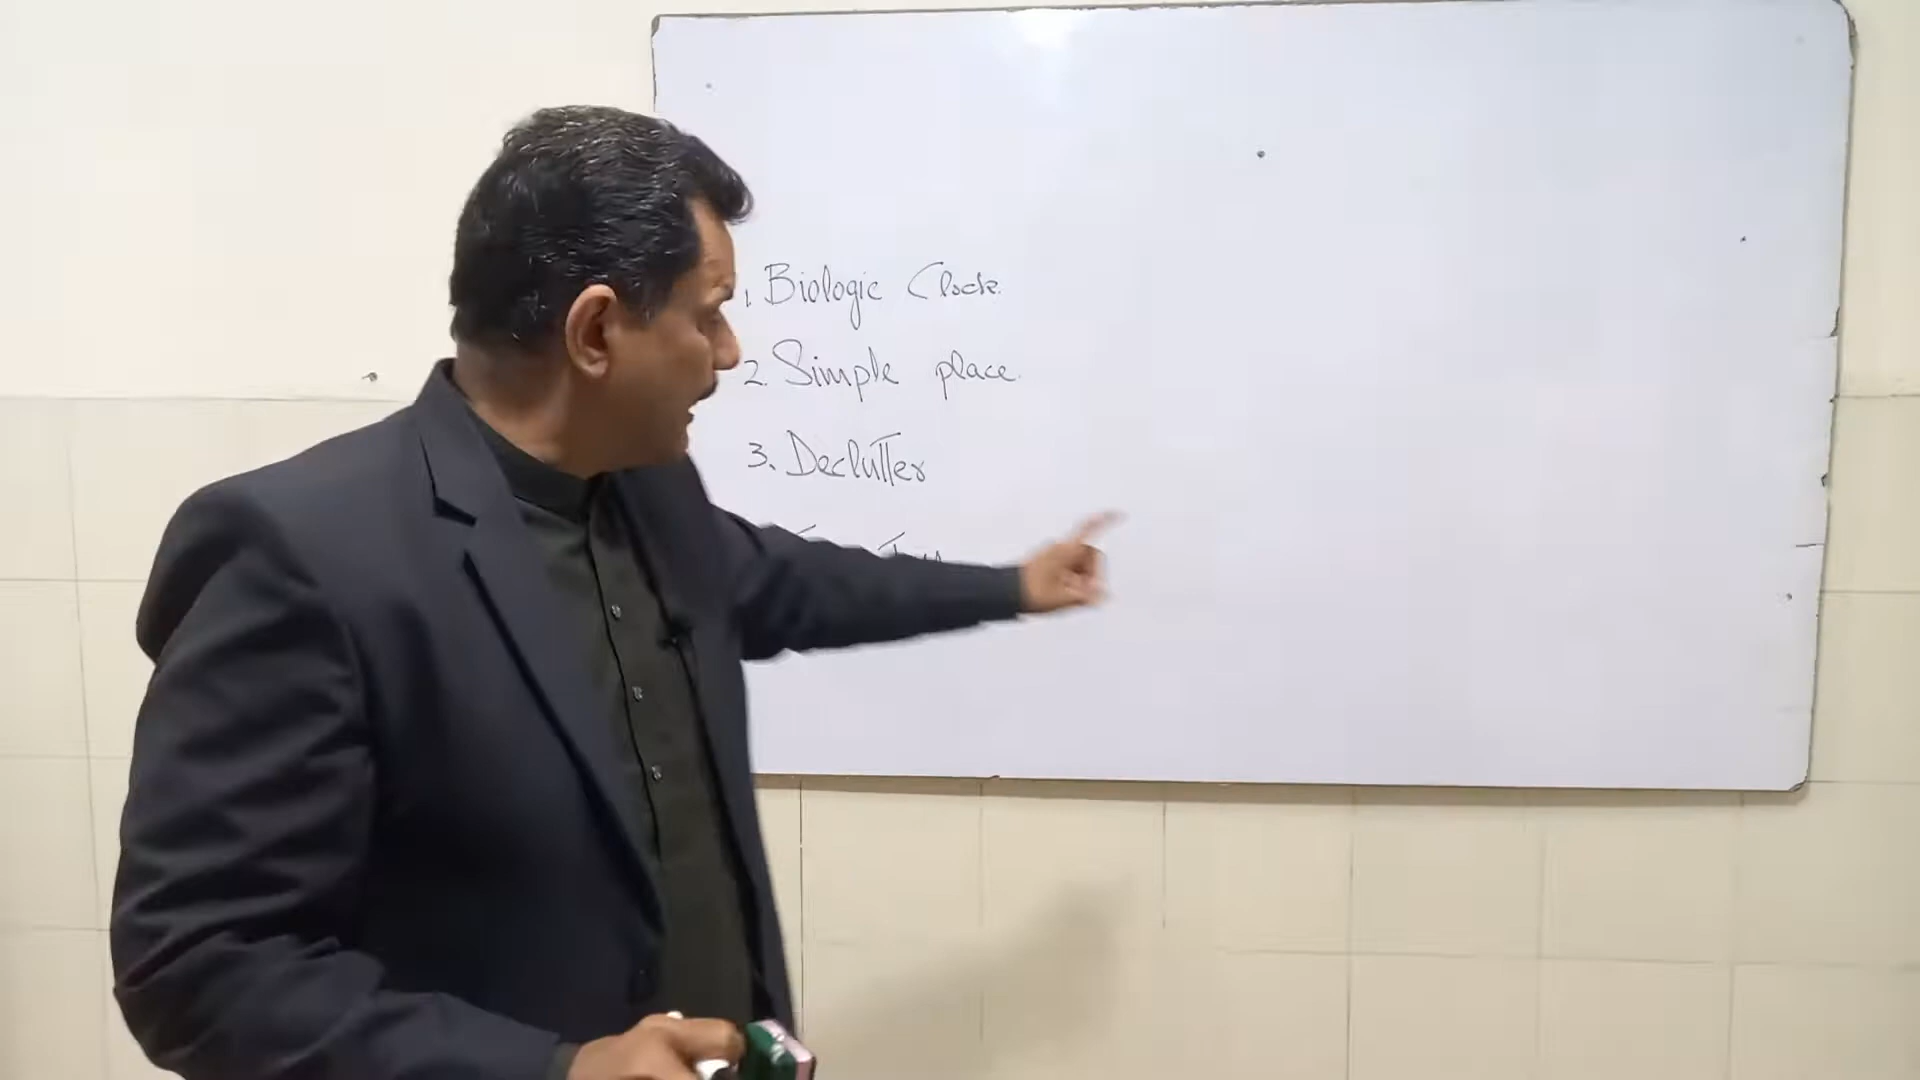 1. Biologic Clock.
2. Simple place.
3. Declutter